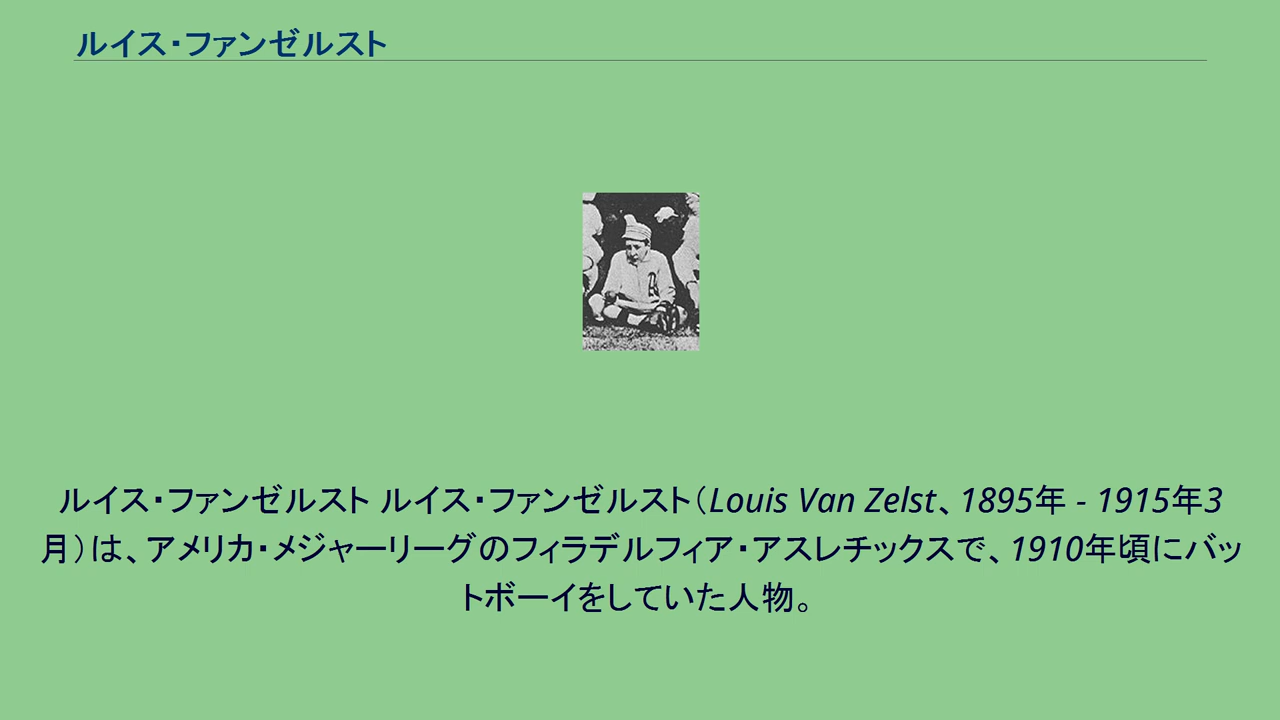 ルイス・ファンゼルスト
ルイス・ファンゼルスト ルイス・ファンゼルスト（Louis Van Zelst、1895年 - 1915年3
月）は、アメリカ・メジャーリーグのフィラデルフィア・アスレチックスで、1910年頃にバッ
トボーイをしていた人物。